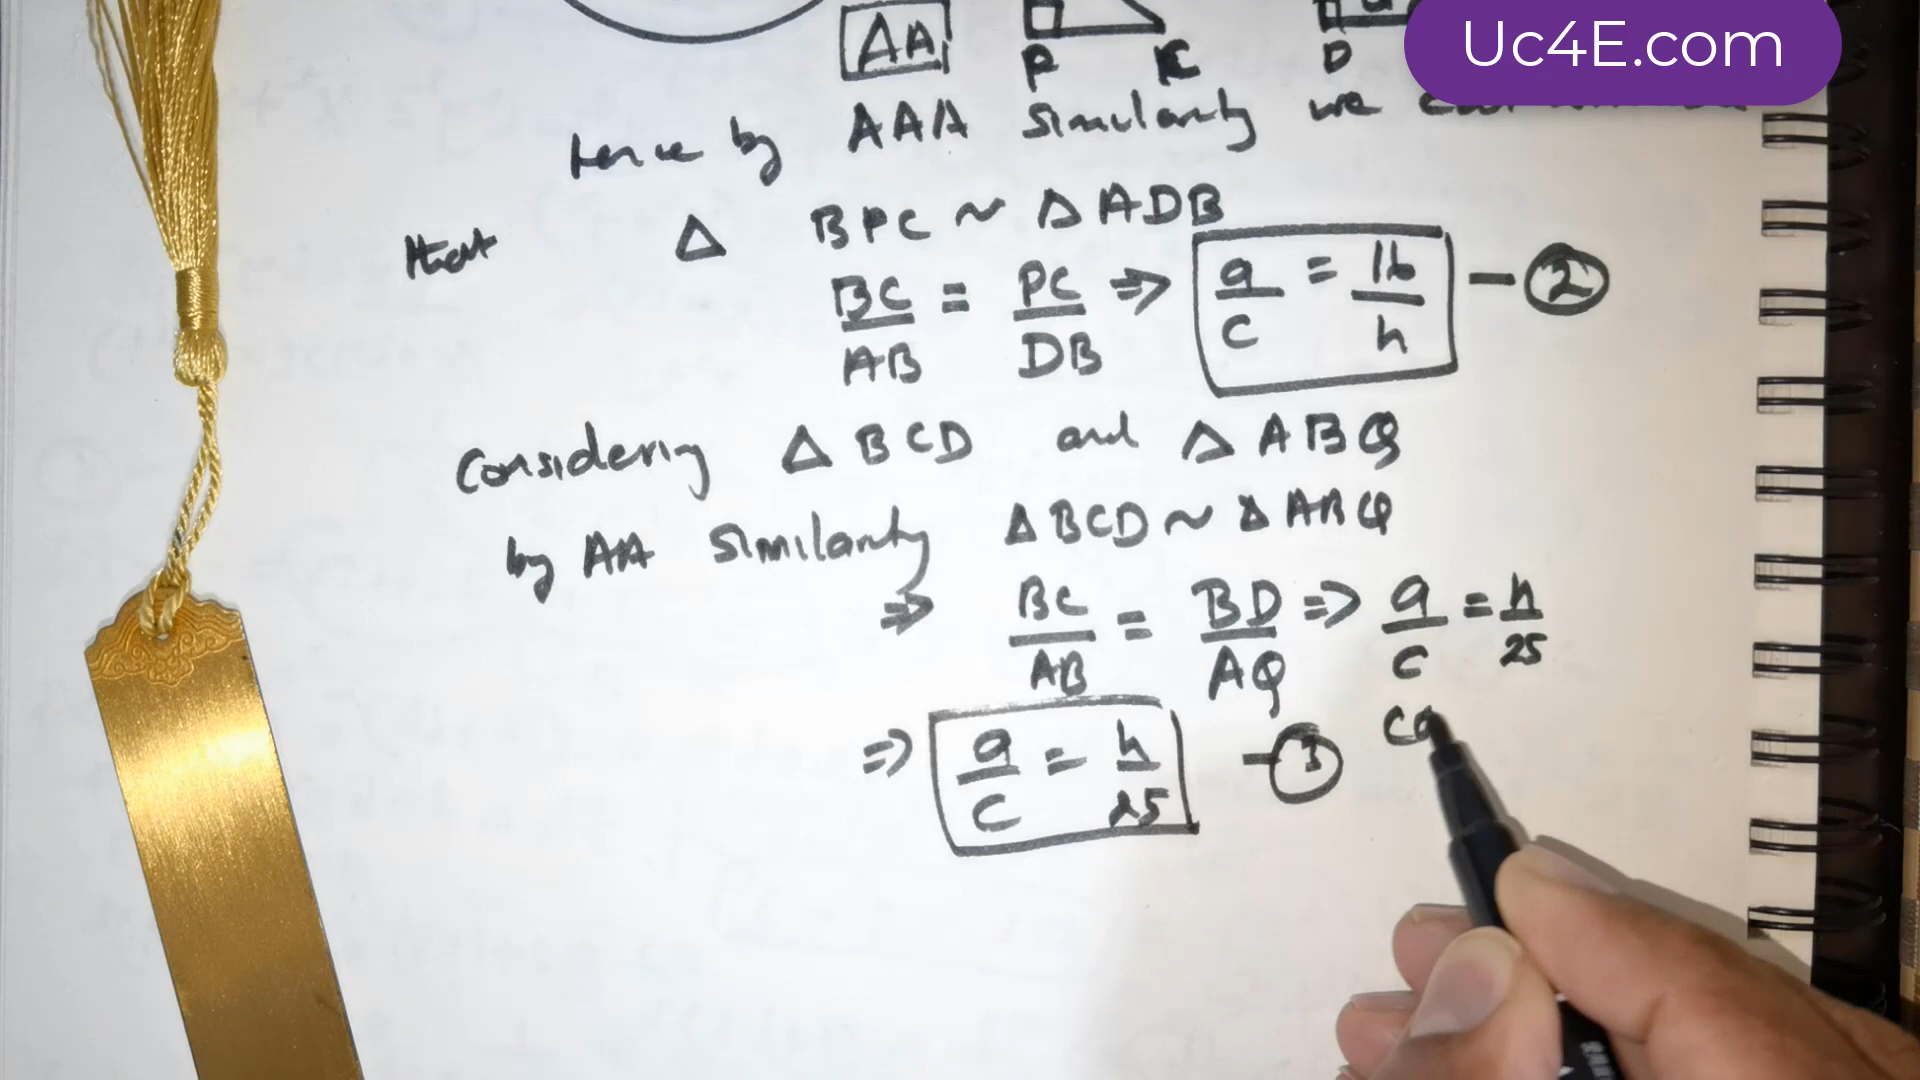 Uc4E.com
AA P C D
hence by AAA similarity we
that Δ BPC ~ Δ ADB
BC/AB = PC/DB ⇒ a/c = 16/h — ②
Considering Δ BCD and Δ ABQ
by AA similarity Δ BCD ~ Δ ABQ
⇒ BC/AB = BD/AQ ⇒ a/c = h/25
⇒ a/c = h/25 —